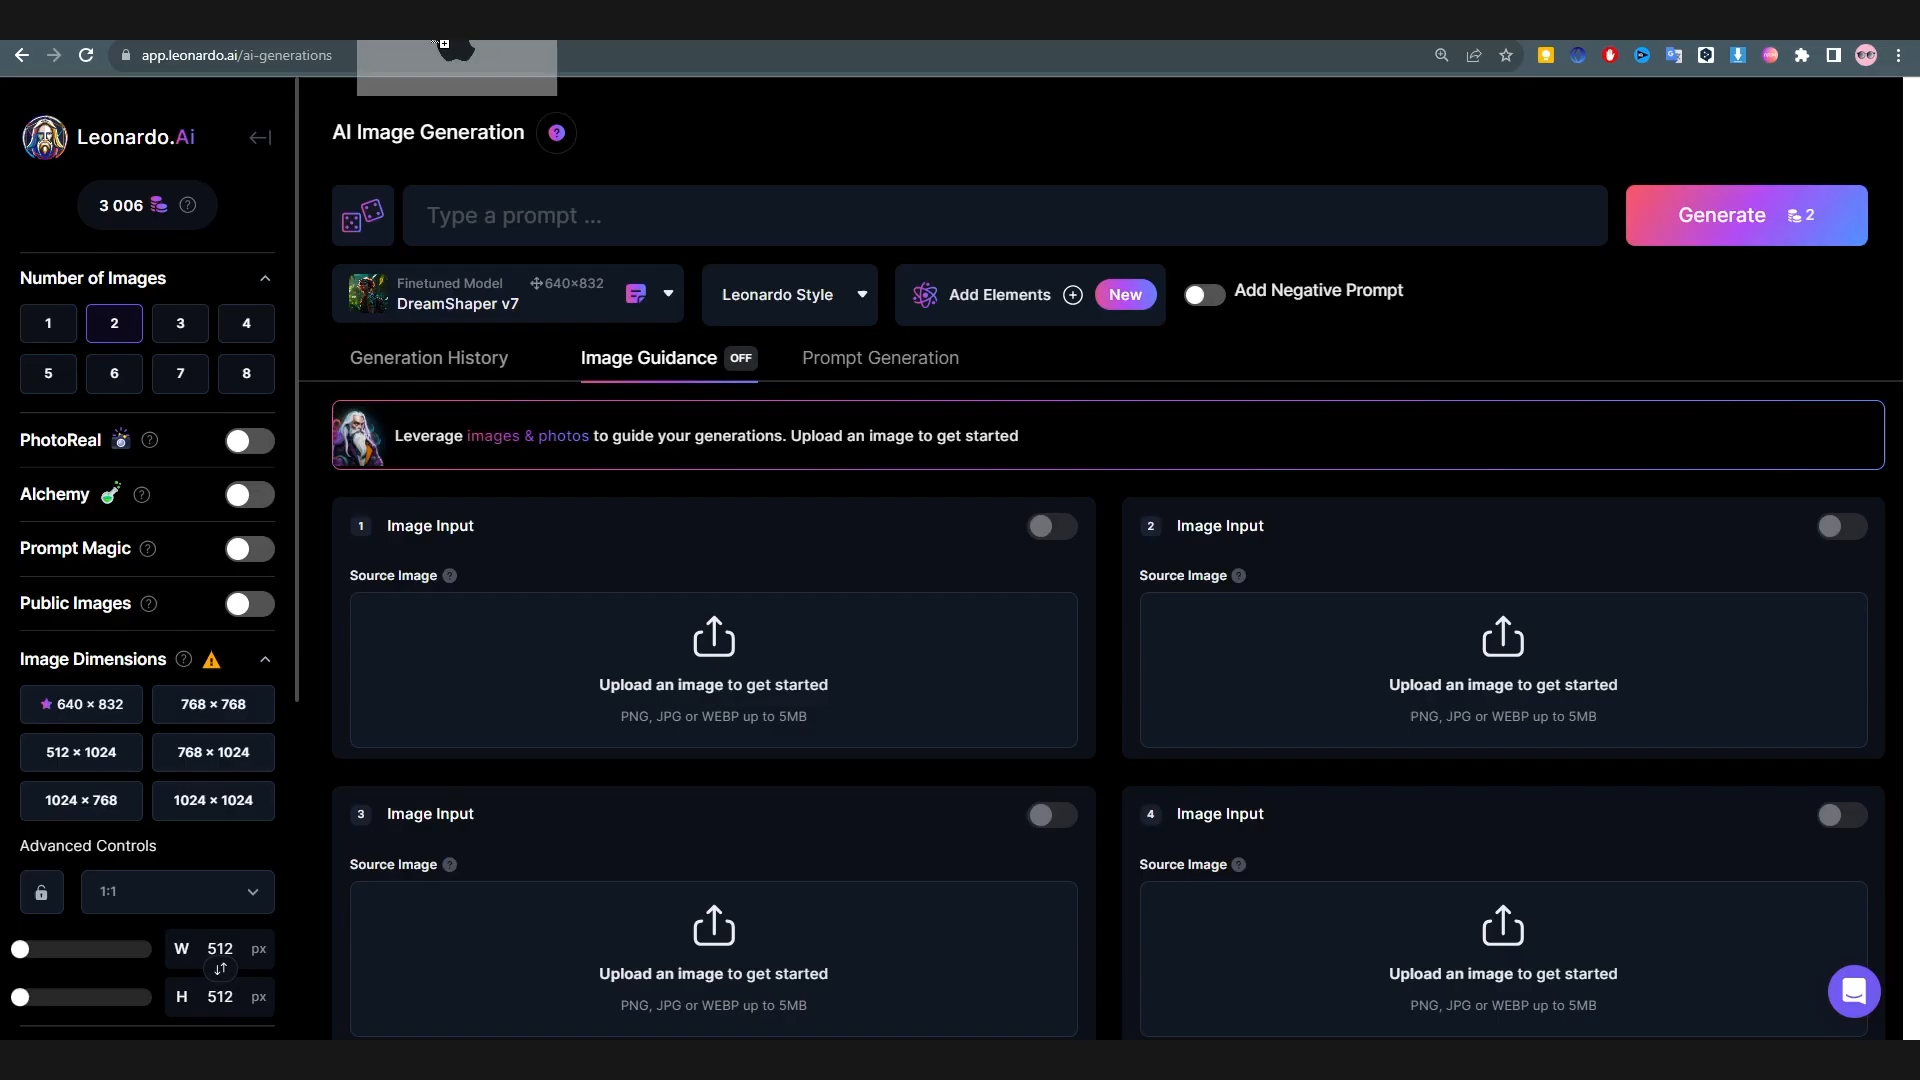 app.leonardo.ai/ai-generations
Leonardo.Ai
3 006
Number of Images
1 2 3 4
5 6 7 8
PhotoReal
Alchemy
Prompt Magic
Public Images
Image Dimensions
640 × 832 768 × 768
512 × 1024 768 × 1024
1024 × 768 1024 × 1024
Advanced Controls
1:1
W 512 px
H 512 px
AI Image Generation
Type a prompt ...
Generate 2
Finetuned Model 640×832
DreamShaper v7
Leonardo Style
Add Elements New
Add Negative Prompt
Generation History
Image Guidance OFF
Prompt Generation
Leverage images & photos to guide your generations. Upload an image to get started
1 Image Input
Source Image
Upload an image to get started
PNG, JPG or WEBP up to 5MB
2 Image Input
Source Image
Upload an image to get started
PNG, JPG or WEBP up to 5MB
3 Image Input
Source Image
Upload an image to get started
PNG, JPG or WEBP up to 5MB
4 Image Input
Source Image
Upload an image to get started
PNG, JPG or WEBP up to 5MB